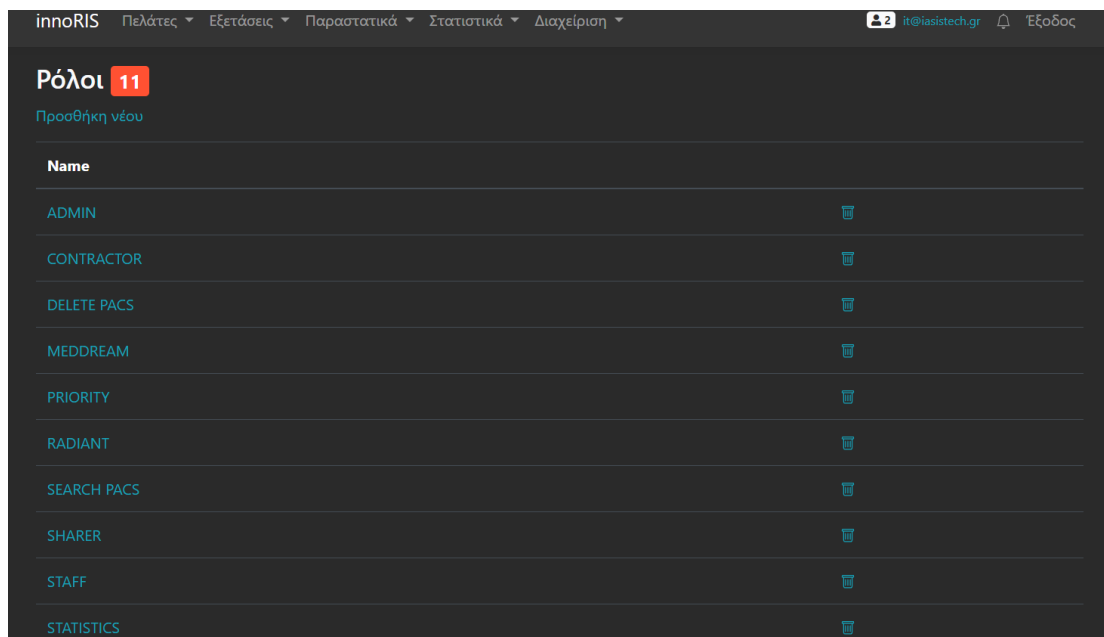 innoRIS Πελάτες Εξετάσεις Παραστατικά Στατιστικά Διαχείριση 2 it@iasistech.gr Έξοδος
Ρόλοι 11
Προσθήκη νέου
Name
ADMIN
CONTRACTOR
DELETE PACS
MEDDREAM
PRIORITY
RADIANT
SEARCH PACS
SHARER
STAFF
STATISTICS